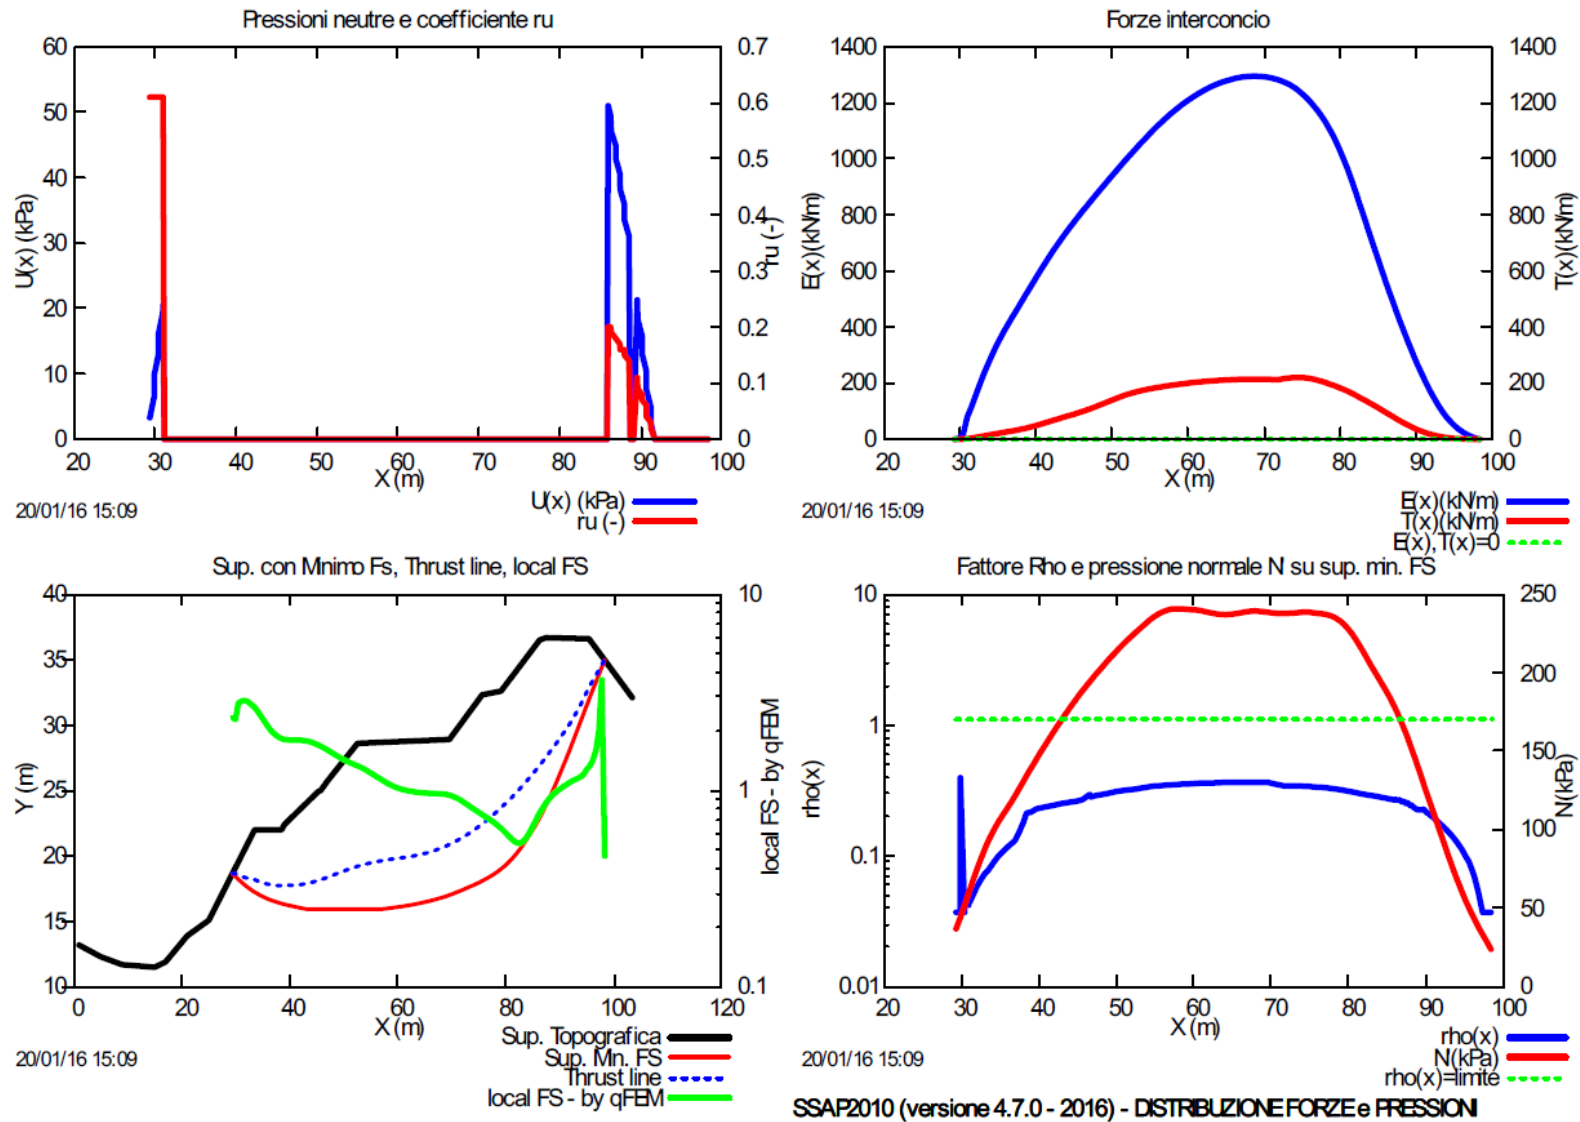 Pressioni neutre e coefficiente ru
60 50 40 30 20 10 0
U(x) (kPa)
0.7 0.6 0.5 0.4 0.3 0.2 0.1 0
ru (-)
20 30 40 50 60 70 80 90 100
X (m)
20/01/16 15:09
U(x) (kPa)
ru (-)
Forze interconcio
1400 1200 1000 800 600 400 200 0
E(x)(kN/m)
1400 1200 1000 800 600 400 200 0
T(x)(kN/m)
20 30 40 50 60 70 80 90 100
X (m)
20/01/16 15:09
E(x)(kN/m)
T(x)(kN/m)
E(x),T(x)=0
Sup. con Minimo Fs, Thrust line, local FS
40 35 30 25 20 15 10
Y (m)
10 1 0.1
local FS - by qFEM
0 20 40 60 80 100 120
X (m)
20/01/16 15:09
Sup. Topografica
Sup. Min. FS
Thrust line
local FS - by qFEM
Fattore Rho e pressione normale N su sup. min. FS
10 1 0.1 0.01
rho(x)
250 200 150 100 50 0
N(kPa)
20 30 40 50 60 70 80 90 100
X (m)
20/01/16 15:09
rho(x)
N(kPa)
rho(x)=limite
SSAP2010 (versione 4.7.0 - 2016) - DISTRIBUZIONE FORZE e PRESSIONI